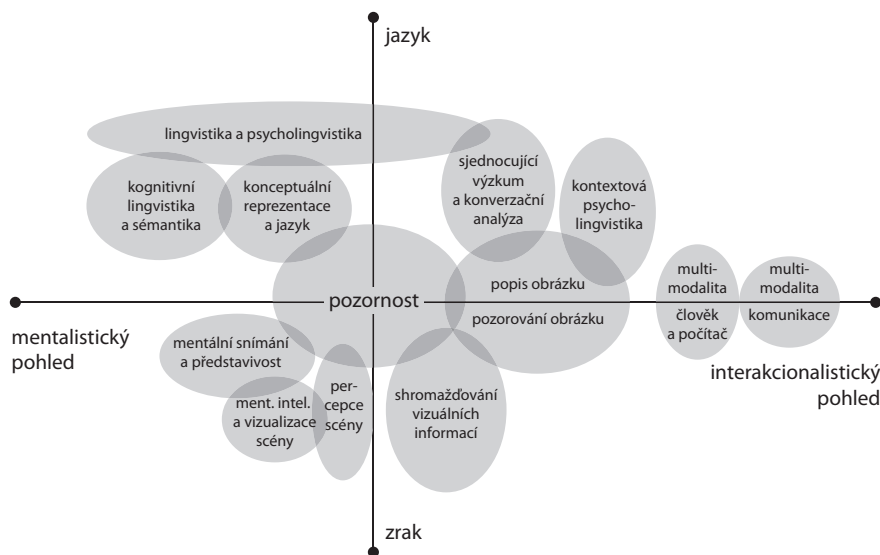 jazyk
lingvistika a psycholingvistika
kognitivní
lingvistika
a sémantika
konceptuální
reprezentace
a jazyk
sjednocující
výzkum
a konverzační
analýza
kontextová
psycho-
lingvistika
pozornost
popis obrázku
pozorování obrázku
multi-
modalita
člověk
a počítač
multi-
modalita
komunikace
mentalistický
pohled
interakcionalistický
pohled
mentální snímání
a představivost
ment. intel.
a vizualizace
scény
per-
cepce
scény
shromažďování
vizuálních
informací
zrak